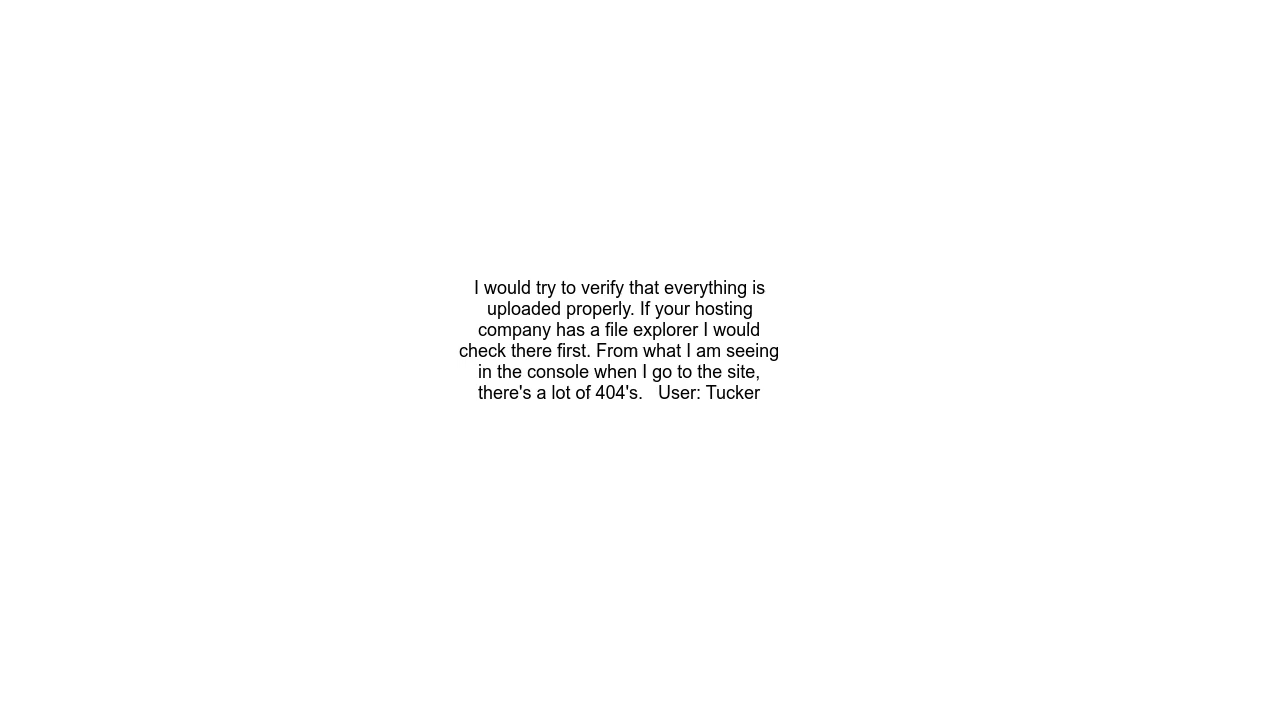 I would try to verify that everything is
uploaded properly. If your hosting
company has a file explorer I would
check there first. From what I am seeing
in the console when I go to the site,
there's a lot of 404's.   User: Tucker